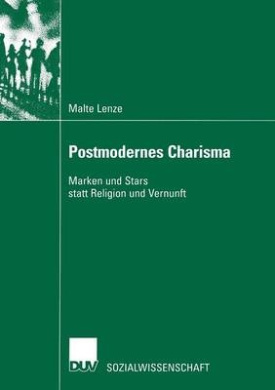 Malte Lenze
Postmodernes Charisma
Marken und Stars
statt Religion und Vernunft
DUV
SOZIALWISSENSCHAFT